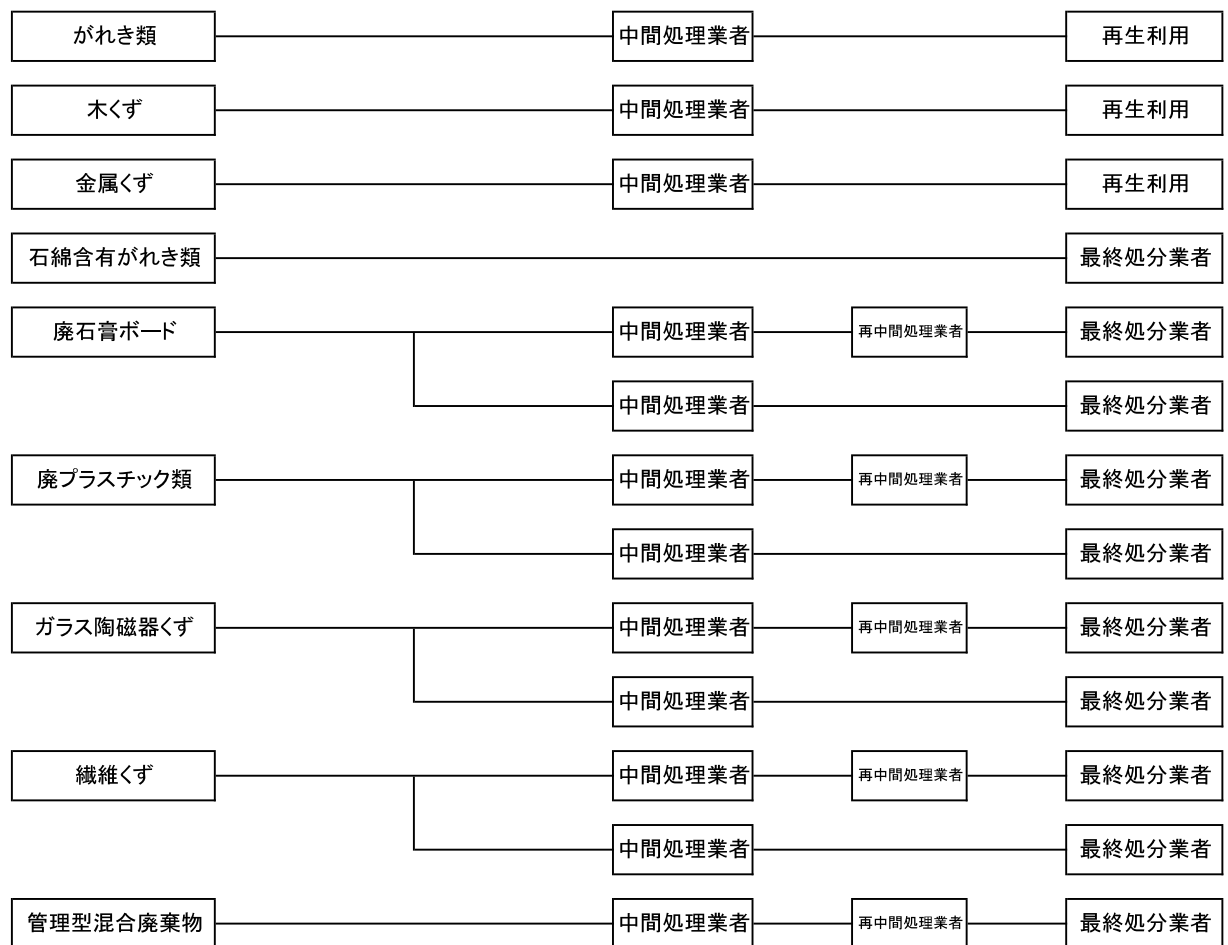 がれき類 中間処理業者 再生利用
木くず 中間処理業者 再生利用
金属くず 中間処理業者 再生利用
石綿含有がれき類 最終処分業者
廃石膏ボード 中間処理業者 再中間処理業者 最終処分業者
中間処理業者 最終処分業者
廃プラスチック類 中間処理業者 再中間処理業者 最終処分業者
中間処理業者 最終処分業者
ガラス陶磁器くず 中間処理業者 再中間処理業者 最終処分業者
中間処理業者 最終処分業者
繊維くず 中間処理業者 再中間処理業者 最終処分業者
中間処理業者 最終処分業者
管理型混合廃棄物 中間処理業者 再中間処理業者 最終処分業者